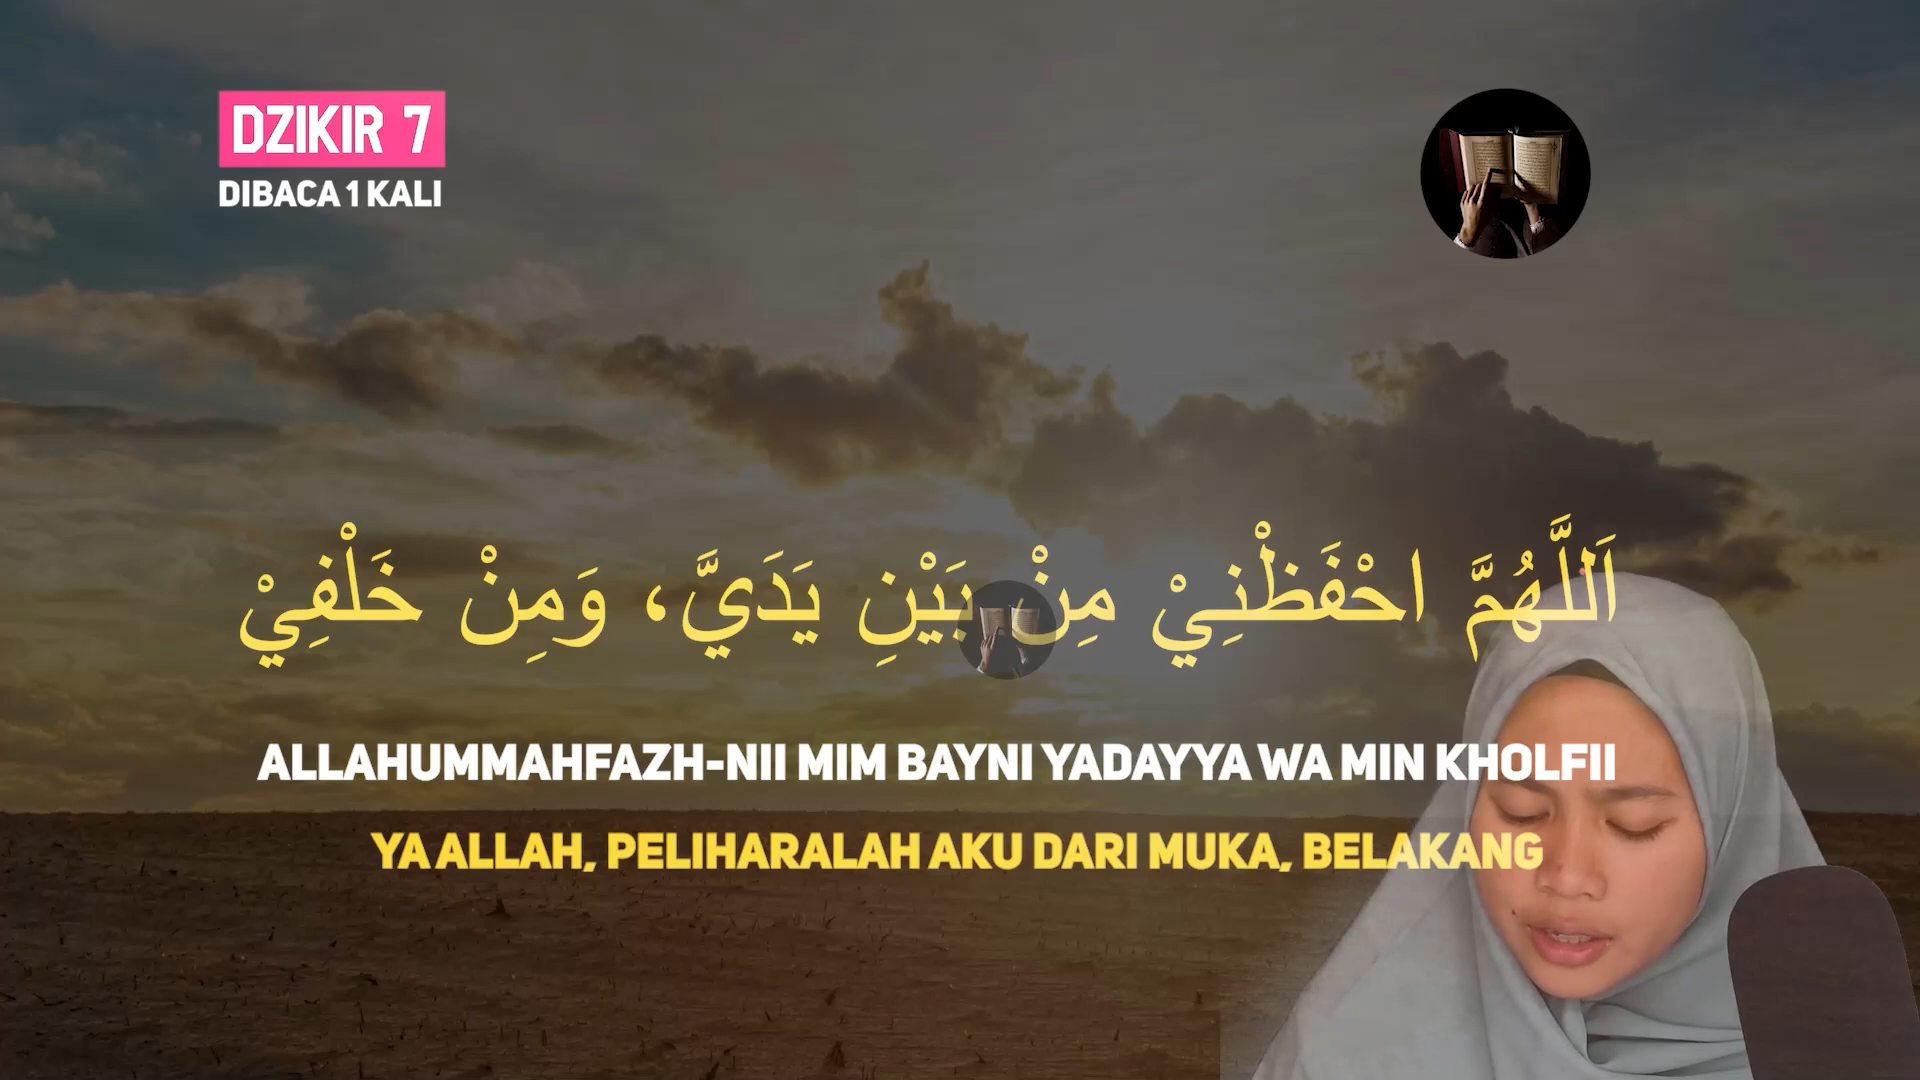 DZIKIR 7
DIBACA 1 KALI
اَللَّهُمَّ احْفَظْنِيْ مِنْ بَيْنِ يَدَيَّ، وَمِنْ خَلْفِيْ
ALLAHUMMAHFAZH-NII MIM BAYNI YADAYYA WA MIN KHOLFII
YA ALLAH, PELIHARALAH AKU DARI MUKA, BELAKANG